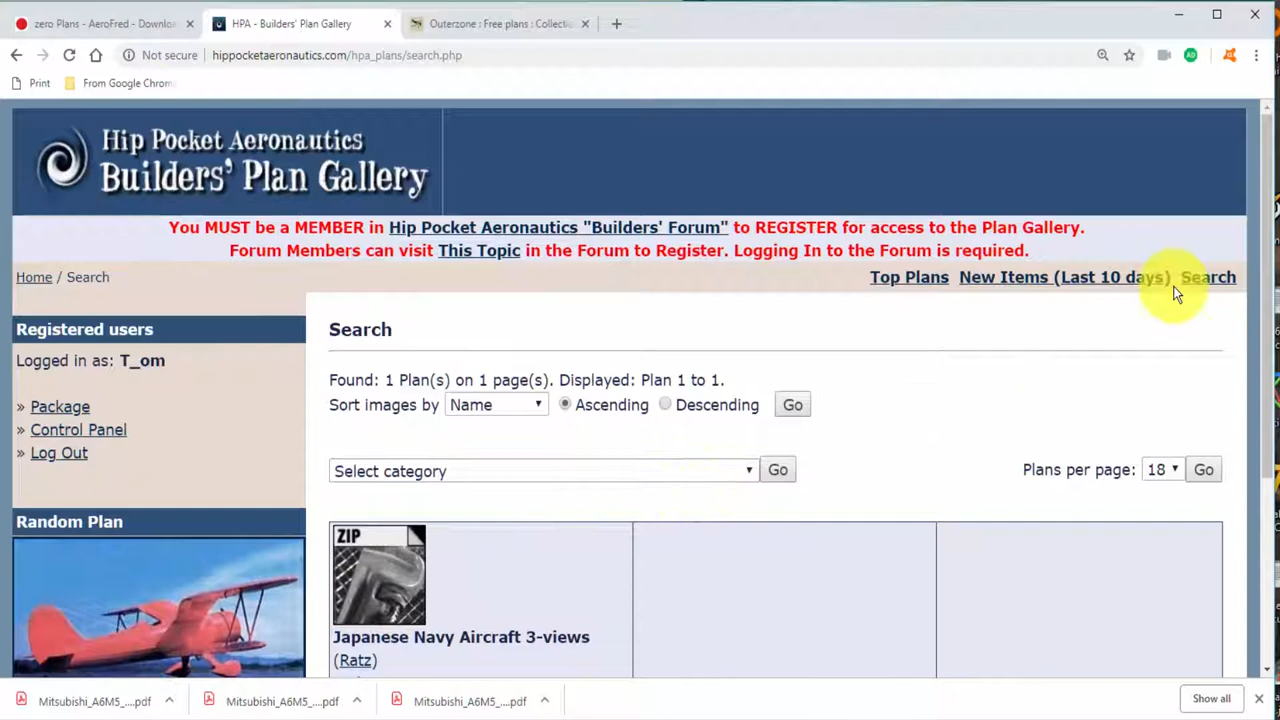 zero Plans - AeroFred - Downlo
HPA - Builders' Plan Gallery
Outerzone : Free plans : Collecti
Not secure
hippocketaeronautics.com/hpa_plans/search.php
Print
From Google Chrom
Hip Pocket Aeronautics
Builders' Plan Gallery
You MUST be a MEMBER in Hip Pocket Aeronautics "Builders' Forum" to REGISTER for access to the Plan Gallery.
Forum Members can visit This Topic in the Forum to Register. Logging In to the Forum is required.
Home / Search
Top Plans New Items (Last 10 days) Search
Registered users
Logged in as: T_om
» Package
» Control Panel
» Log Out
Random Plan
Search
Found: 1 Plan(s) on 1 page(s). Displayed: Plan 1 to 1.
Sort images by Name Ascending Descending Go
Select category Go
Plans per page: 18 Go
ZIP
Japanese Navy Aircraft 3-views
(Ratz)
Mitsubishi_A6M5_....pdf
Mitsubishi_A6M5_....pdf
Mitsubishi_A6M5_....pdf
Show all